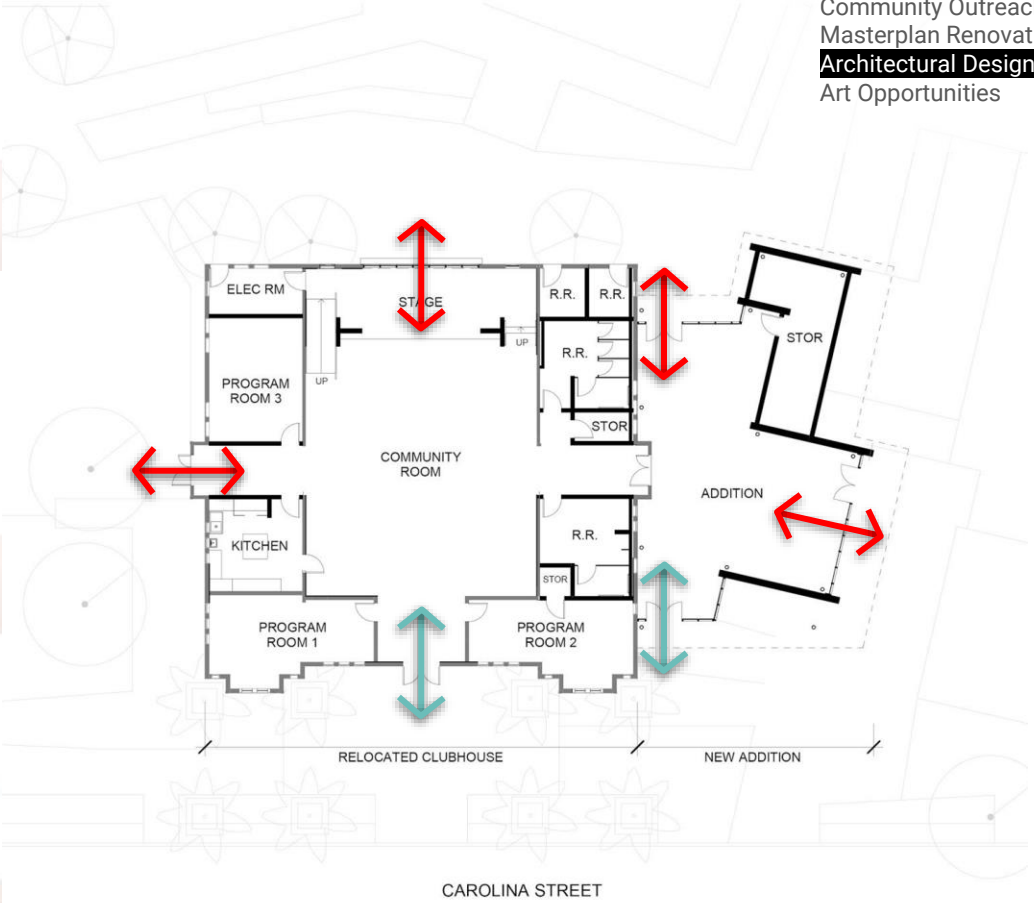 Community Outreac
Masterplan Renovat
Architectural Design
Art Opportunities
ELEC RM
STAGE
R.R.
R.R.
UP
R.R.
STOR
UP
PROGRAM
ROOM 3
STOR
COMMUNITY
ROOM
ADDITION
KITCHEN
R.R.
STOR
PROGRAM
ROOM 1
PROGRAM
ROOM 2
RELOCATED CLUBHOUSE
NEW ADDITION
CAROLINA STREET